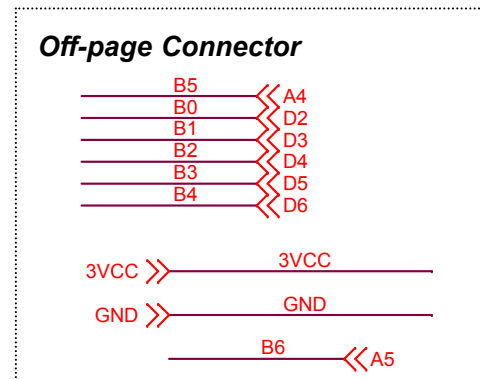 Off-page Connector
B5 A4
B0 D2
B1 D3
B2 D4
B3 D5
B4 D6
3VCC 3VCC
GND GND
B6 A5